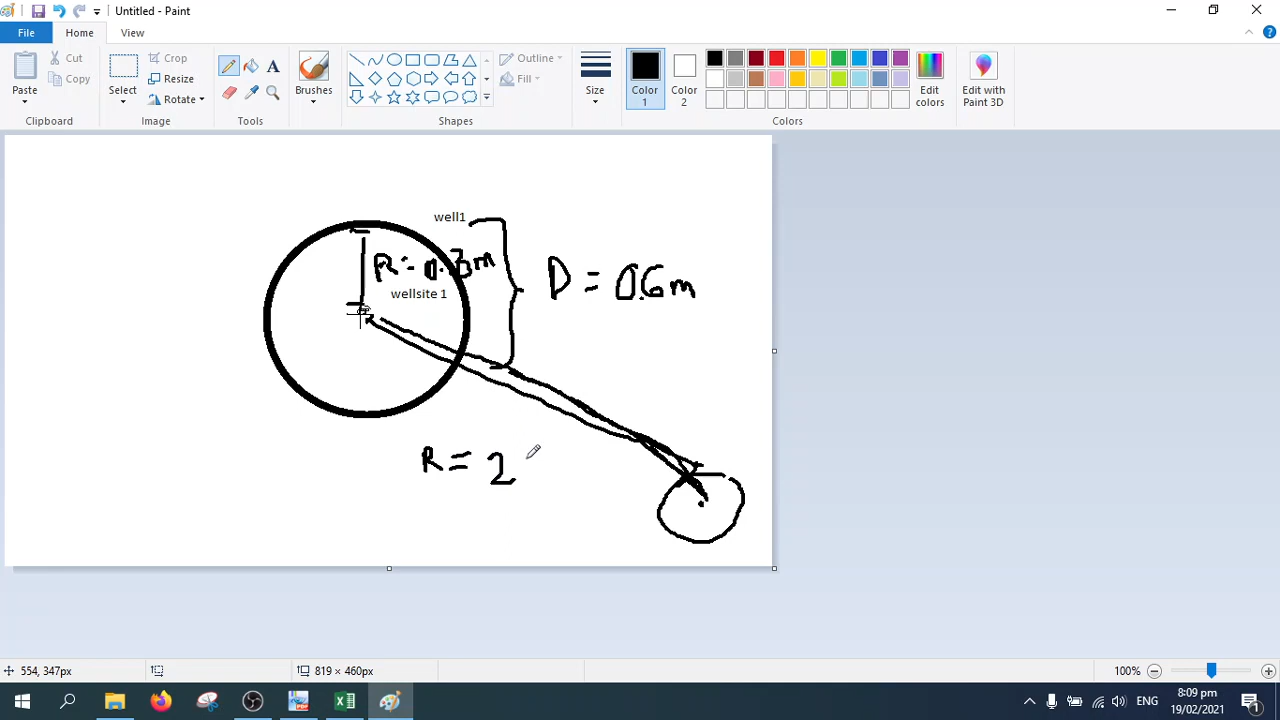 Untitled - Paint
File
Home
View
Paste
Cut
Copy
Clipboard
Select
Crop
Resize
Rotate
Image
Tools
Brushes
Shapes
Outline
Fill
Size
Color 1
Color 2
Colors
Edit colors
Edit with Paint 3D
well1
R=0.3m
wellsite 1
D = 0.6m
R = 2
554, 347px
819 × 460px
100%
ENG
8:09 pm
19/02/2021
1